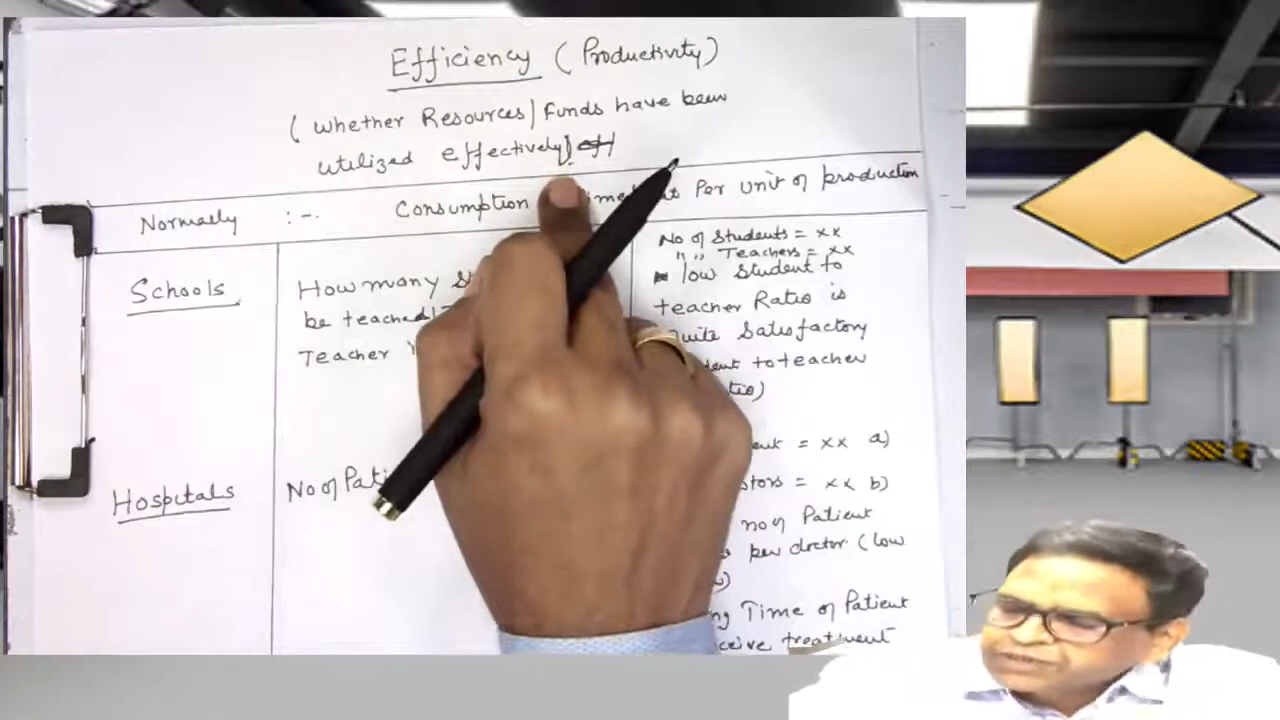 Efficiency (Productivity)
(whether Resources/Funds have been
utilized effectively)
Normally :- Consumption Per unit of production
Schools
How many
be teached
Teacher
No of Students = xx
" " Teachers = xx
low student to
teacher Ratio is
quite Satisfactory
to teacher
Hospitals
No of
= xx a)
= xx b)
no of Patient
per doctor (low
Time of Patient
treatment